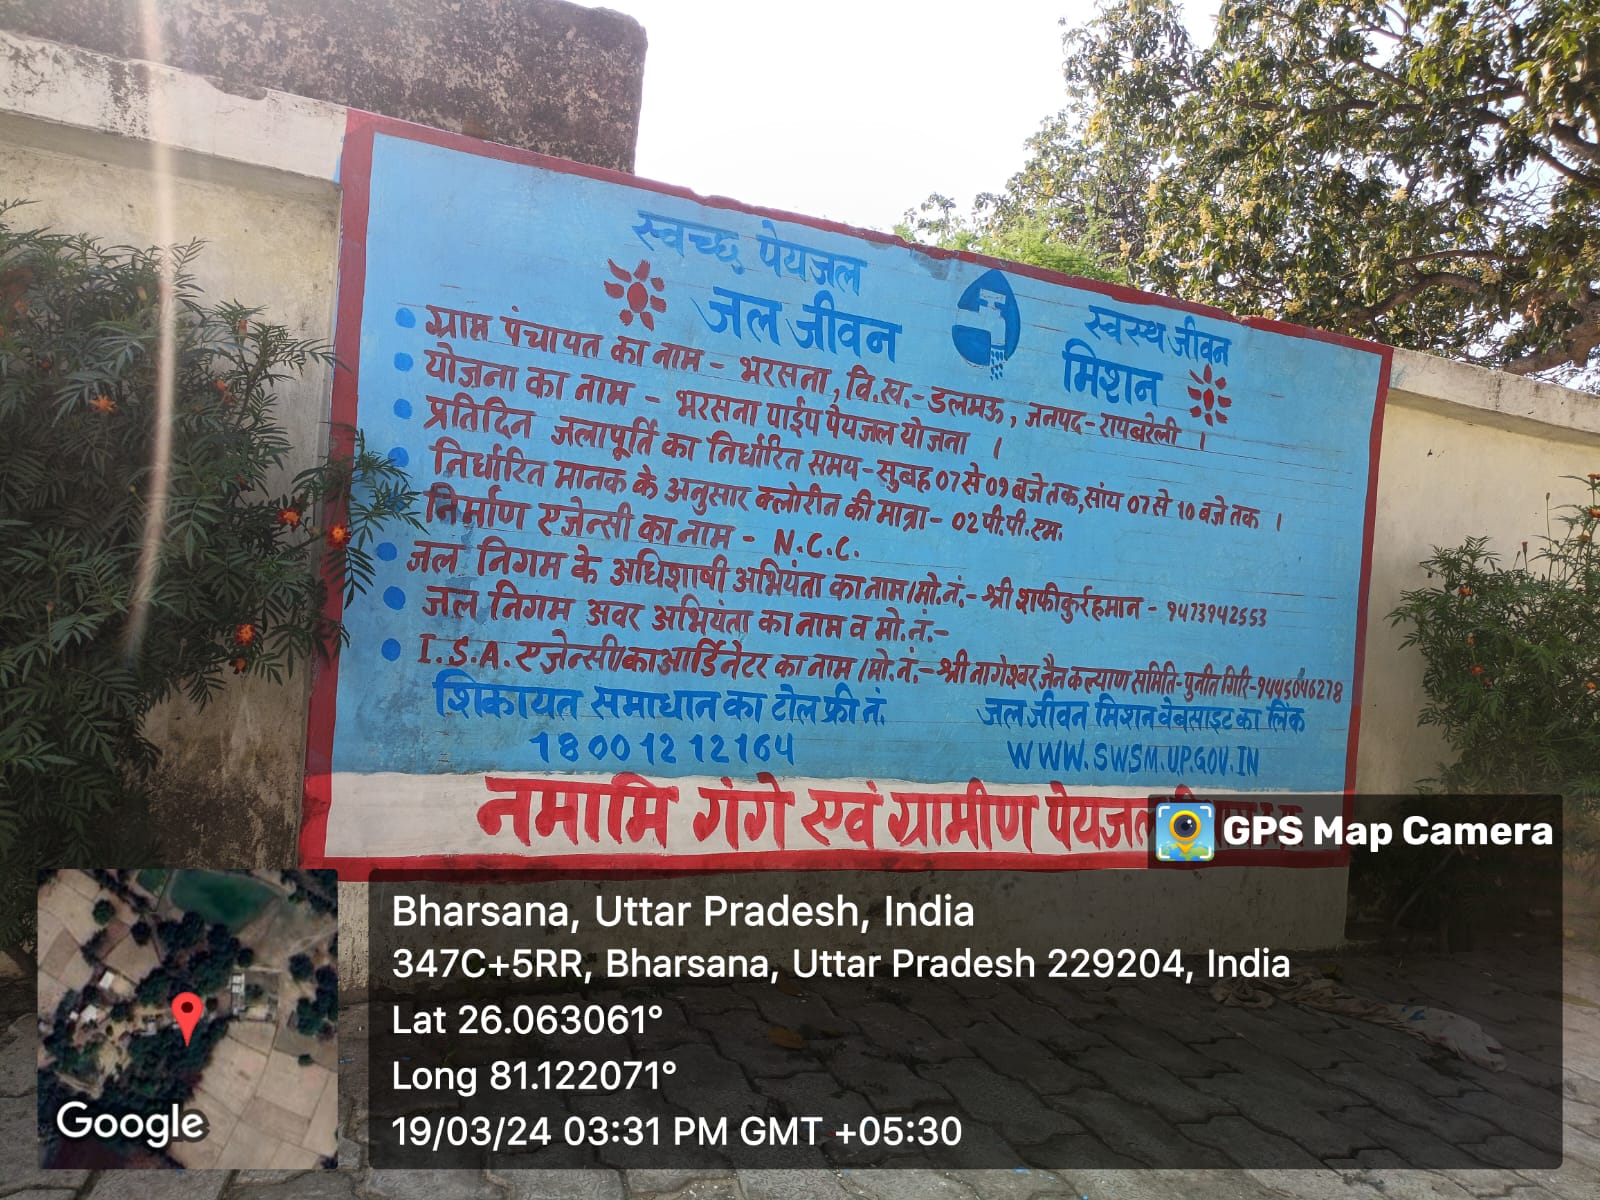 स्वच्छ पेयजल
स्वस्थ जीवन
जल जीवन मिशन
ग्राम पंचायत का नाम - भरसना, वि.ख.- डलमऊ, जनपद - रायबरेली ।
योजना का नाम - भरसना पाईप पेयजल योजना ।
प्रतिदिन जलापूर्ति का निर्धारित समय - सुबह 07 से 09 बजे तक, सांय 07 से 10 बजे तक ।
निर्धारित मानक के अनुसार क्लोरीन की मात्रा - 02 पी.पी.एम.
निर्माण एजेन्सी का नाम - N.C.C.
जल निगम के अधिशाषी अभियंता का नाम/मो.नं.- श्री शफीकुर्रहमान - 9473942553
जल निगम अवर अभियंता का नाम व मो.नं.-
I.S.A. एजेन्सी/काआर्डिनेटर का नाम/मो.नं.- श्री नागेश्वर जैन कल्याण समिति - पुनीत गिरि -
शिकायत समाधान का टोल फ्री नं.
18001212164
जल जीवन मिशन वेबसाइट का लिंक
WWW.SWSM.UP.GOV.IN
नमामि गंगे एवं ग्रामीण पेयजल
GPS Map Camera
Bharsana, Uttar Pradesh, India
347C+5RR, Bharsana, Uttar Pradesh 229204, India
Lat 26.063061°
Long 81.122071°
19/03/24 03:31 PM GMT +05:30
Google